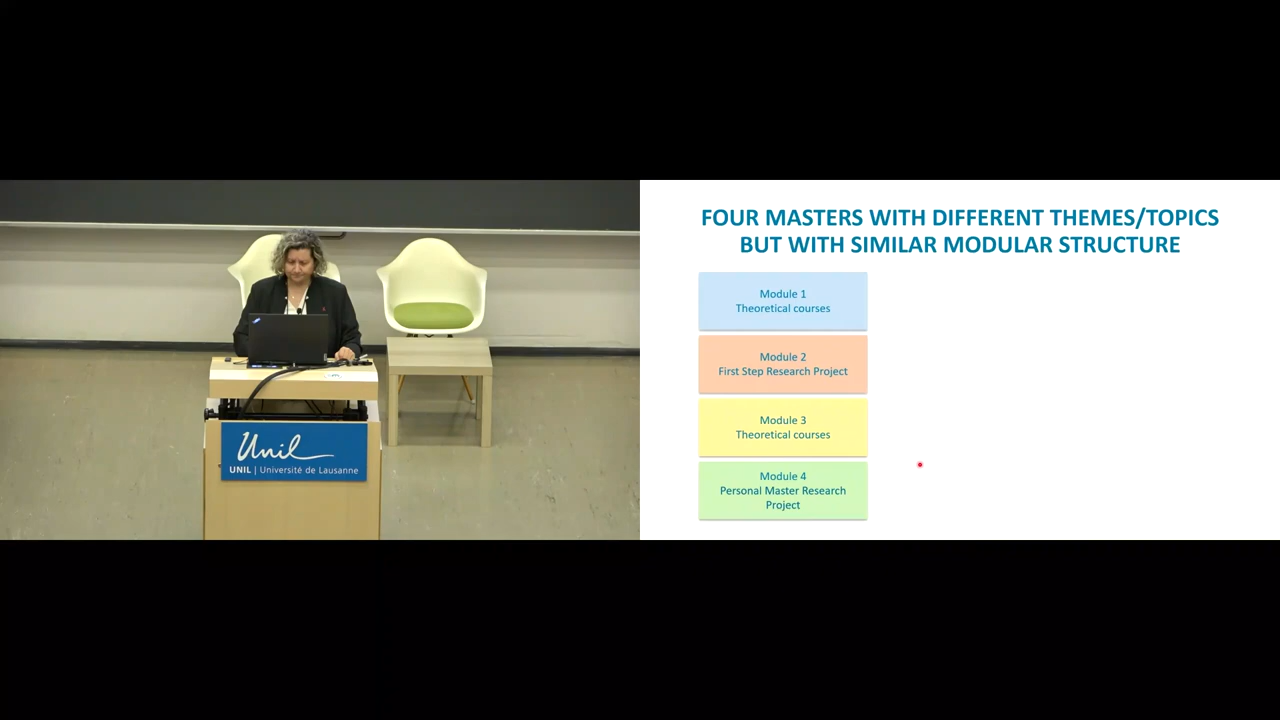 FOUR MASTERS WITH DIFFERENT THEMES/TOPICS
BUT WITH SIMILAR MODULAR STRUCTURE
Module 1
Theoretical courses
Module 2
First Step Research Project
Module 3
Theoretical courses
Module 4
Personal Master Research
Project
Unil
UNIL | Université de Lausanne